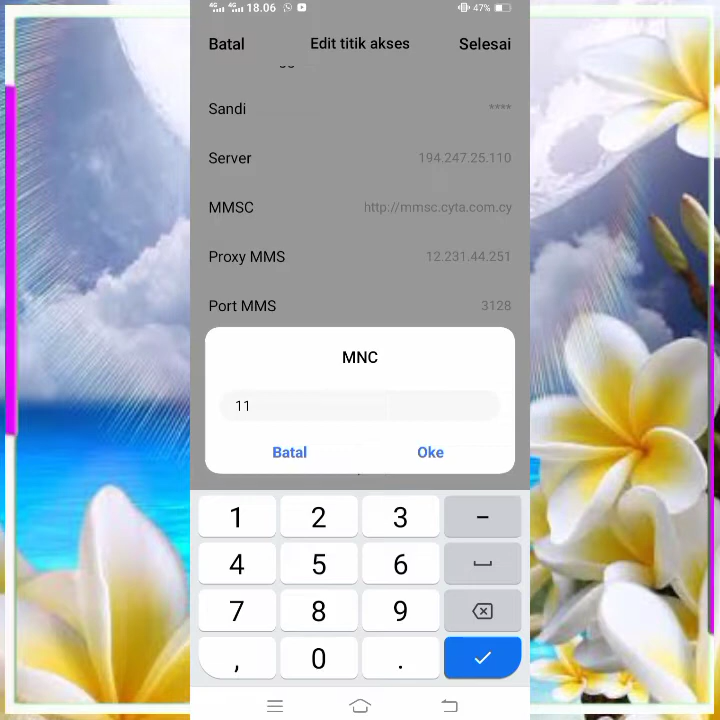 4G 4G 18.06 47%
Batal Edit titik akses Selesai
Sandi ****
Server 194.247.25.110
MMSC http://mmsc.cyta.com.cy
Proxy MMS 12.231.44.251
Port MMS 3128
MNC
11
Batal Oke
1 2 3 -
4 5 6
7 8 9
, 0 .